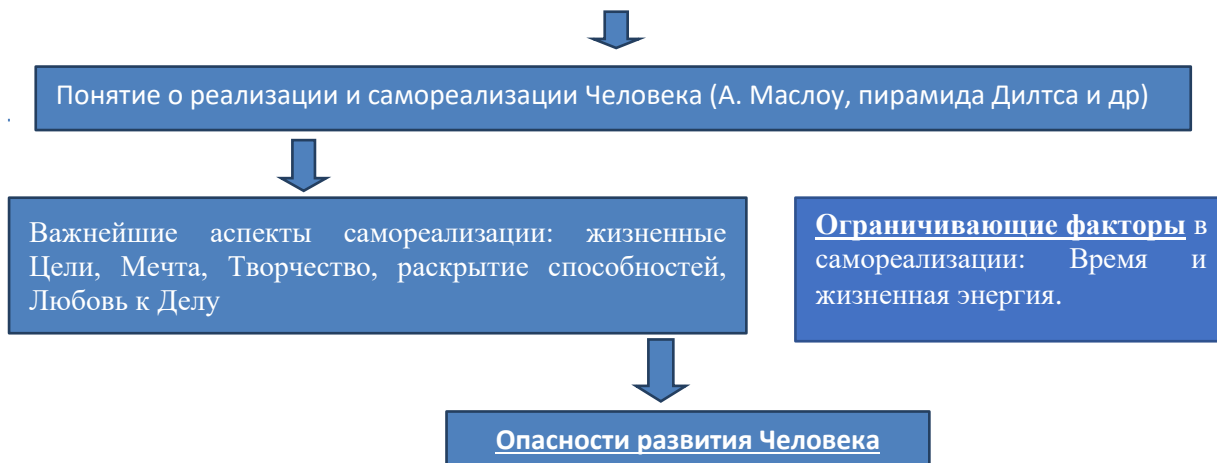 Понятие о реализации и самореализации Человека (А. Маслоу, пирамида Дилтса и др)
Важнейшие аспекты самореализации: жизненные
Цели, Мечта, Творчество, раскрытие способностей,
Любовь к Делу
Ограничивающие факторы в
самореализации: Время и
жизненная энергия.
Опасности развития Человека